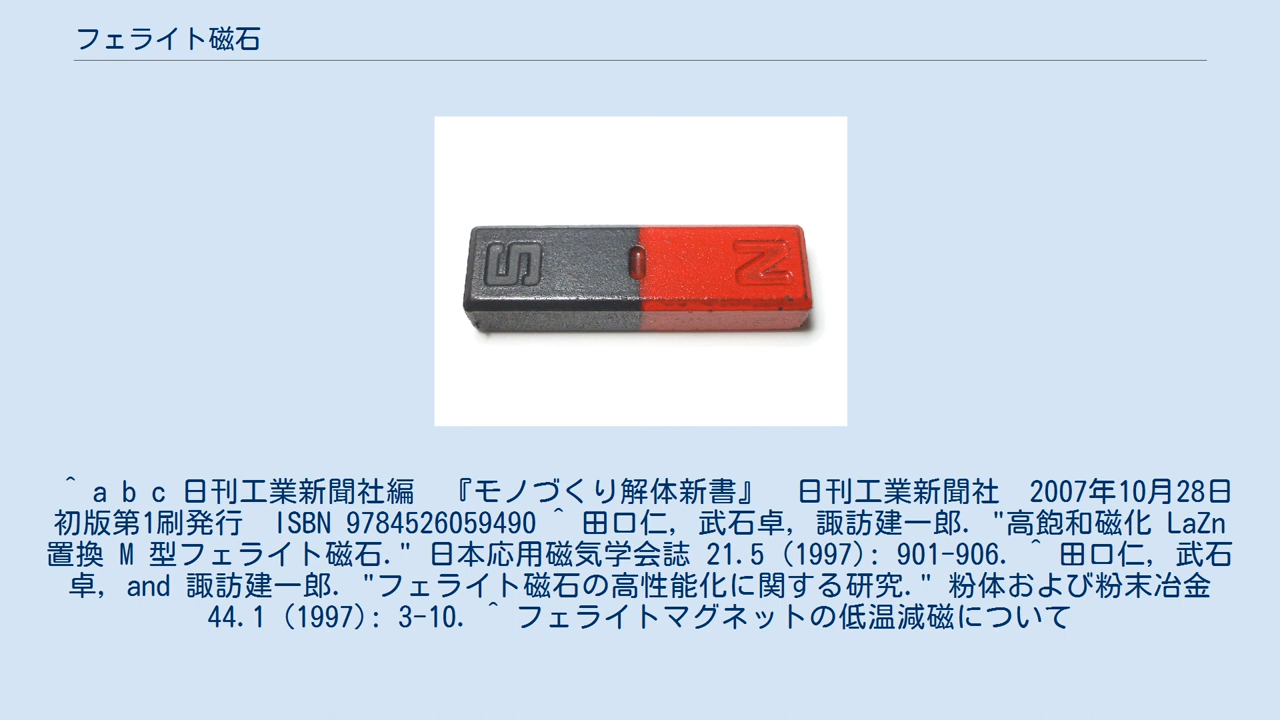 フェライト磁石
S N
^ a b c 日刊工業新聞社編　『モノづくり解体新書』　日刊工業新聞社　2007年10月28日
初版第1刷発行　ISBN 9784526059490 ^ 田口仁, 武石卓, 諏訪建一郎. "高飽和磁化 LaZn
置換 M 型フェライト磁石." 日本応用磁気学会誌 21.5 (1997): 901-906. ^ 田口仁, 武石
卓, and 諏訪建一郎. "フェライト磁石の高性能化に関する研究." 粉体および粉末冶金
44.1 (1997): 3-10. ^ フェライトマグネットの低温減磁について